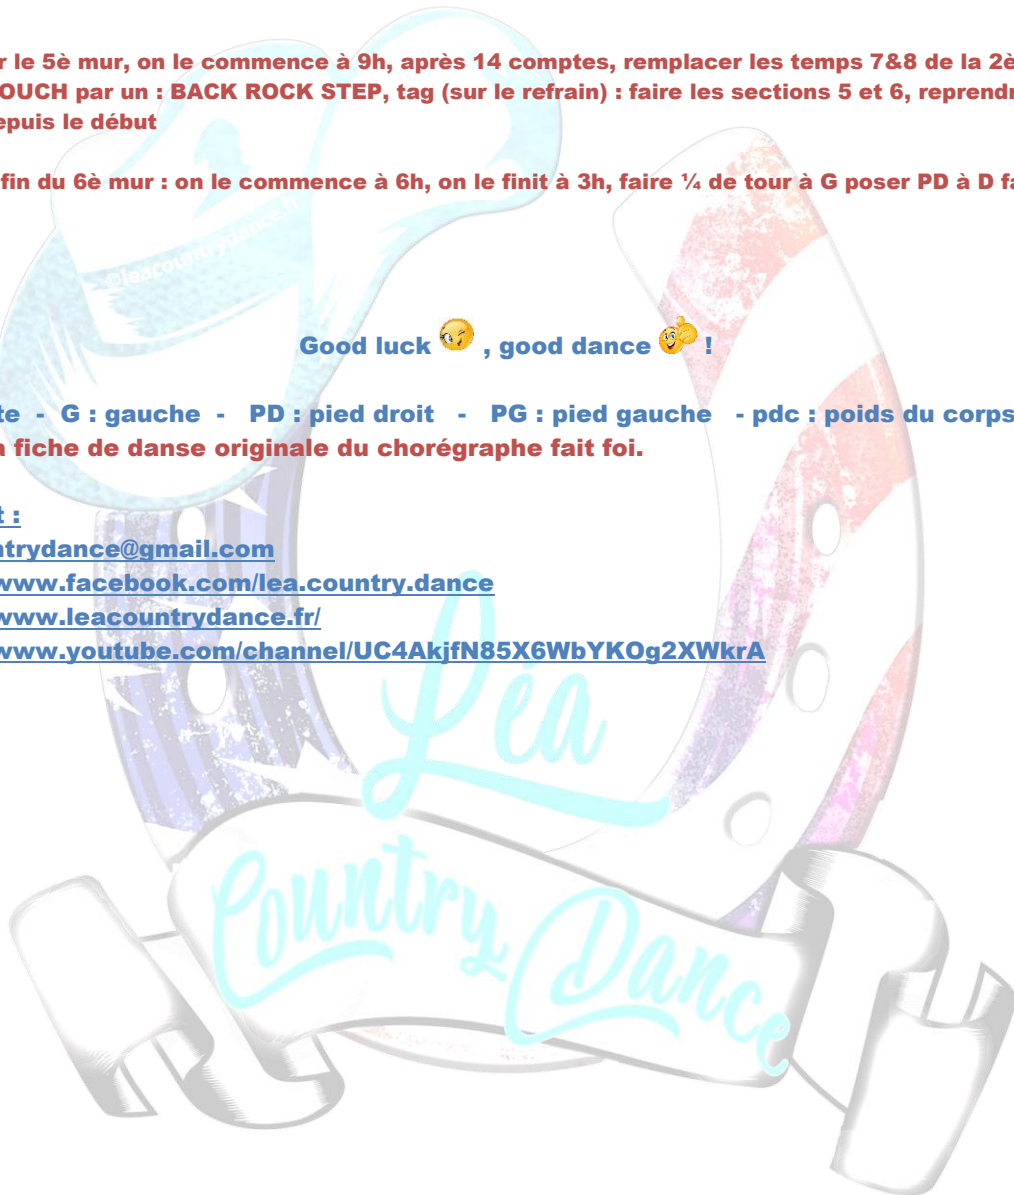 r le 5è mur, on le commence à 9h, après 14 comptes, remplacer les temps 7&8 de la 2è
OUCH par un : BACK ROCK STEP, tag (sur le refrain) : faire les sections 5 et 6, reprendr
epuis le début
fin du 6è mur : on le commence à 6h, on le finit à 3h, faire ¼ de tour à G poser PD à D fa
©leacountrydance.fr
Good luck , good dance !
te - G : gauche - PD : pied droit - PG : pied gauche - pdc : poids du corps
a fiche de danse originale du chorégraphe fait foi.
t :
ntrydance@gmail.com
www.facebook.com/lea.country.dance
www.leacountrydance.fr/
www.youtube.com/channel/UC4AkjfN85X6WbYKOg2XWkrA
Léa
Country Dance